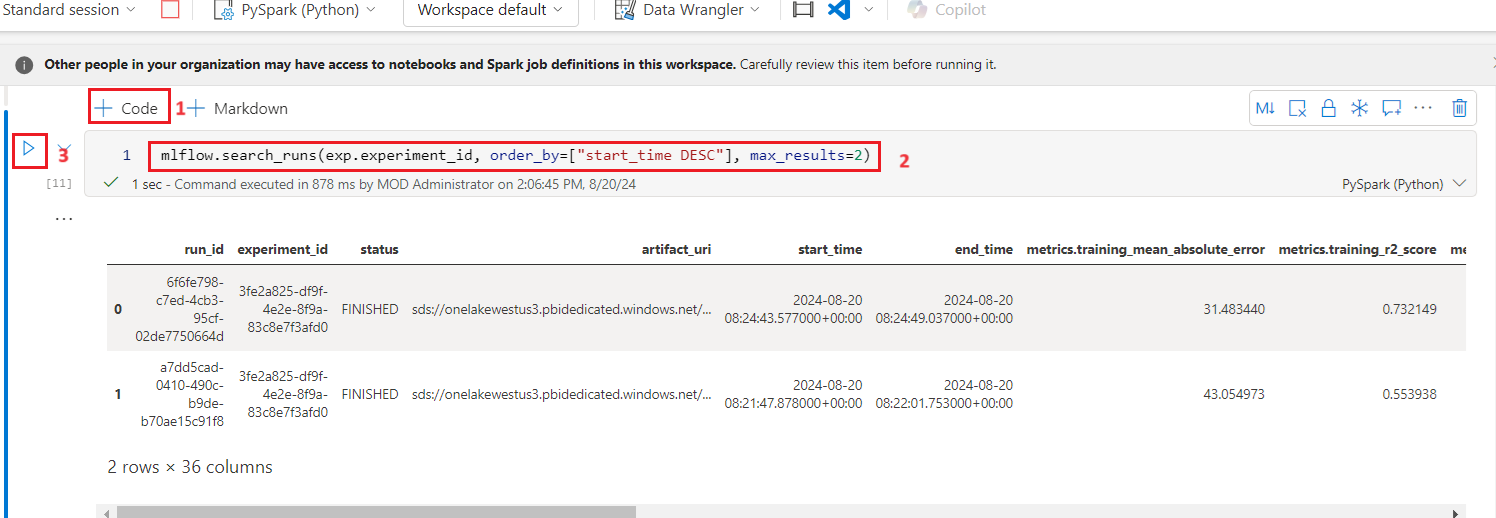 Standard session PySpark (Python) Workspace default Data Wrangler Copilot
Other people in your organization may have access to notebooks and Spark job definitions in this workspace. Carefully review this item before running it.
+ Code 1 + Markdown M↓ ...
3 1 mlflow.search_runs(exp.experiment_id, order_by=["start_time DESC"], max_results=2) 2
[11] 1 sec - Command executed in 878 ms by MOD Administrator on 2:06:45 PM, 8/20/24 PySpark (Python)
...
run_id experiment_id status artifact_uri start_time end_time metrics.training_mean_absolute_error metrics.training_r2_score me
0 6f6fe798-
c7ed-4cb3-
95cf-
02de7750664d
3fe2a825-df9f-
4e2e-8f9a-
83c8e7f3afd0
FINISHED sds://onelakewestus3.pbidedicated.windows.net/...
2024-08-20
08:24:43.577000+00:00
2024-08-20
08:24:49.037000+00:00
31.483440 0.732149
1 a7dd5cad-
0410-490c-
b9de-
b70ae15c91f8
3fe2a825-df9f-
4e2e-8f9a-
83c8e7f3afd0
FINISHED sds://onelakewestus3.pbidedicated.windows.net/...
2024-08-20
08:21:47.878000+00:00
2024-08-20
08:22:01.753000+00:00
43.054973 0.553938
2 rows × 36 columns